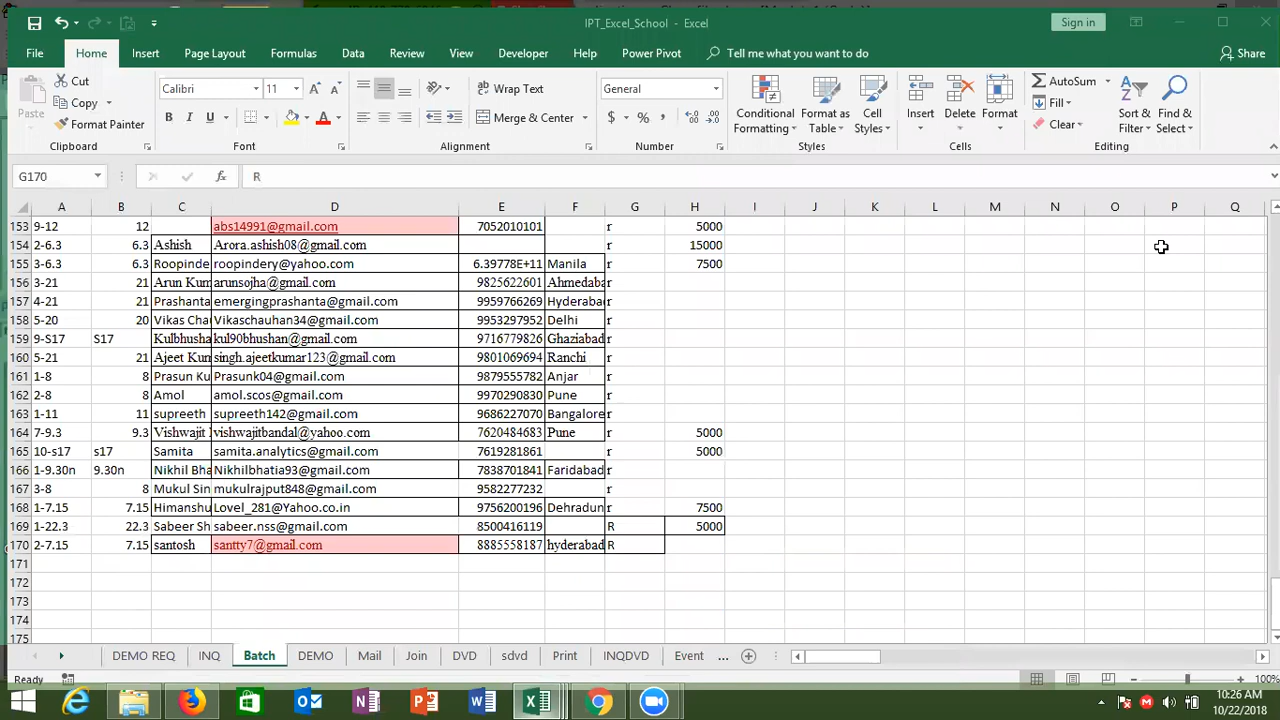 IPT_Excel_School - Excel
Sign in
File Home Insert Page Layout Formulas Data Review View Developer Help Power Pivot Tell me what you want to do Share
Paste
Cut
Copy
Format Painter
Clipboard
Calibri 11
B I U
Font
Wrap Text
Merge & Center
Alignment
General
$ % ,
Number
Conditional Formatting
Format as Table
Cell Styles
Styles
Insert Delete Format
Cells
AutoSum
Fill
Clear
Sort & Filter
Find & Select
Editing
G170 fx R
A B C D E F G H I J K L M N O P Q
153 9-12 12 abs14991@gmail.com 7052010101 r 5000
154 2-6.3 6.3 Ashish Arora.ashish08@gmail.com r 15000
155 3-6.3 6.3 Roopinde roopindery@yahoo.com 6.39778E+11 Manila r 7500
156 3-21 21 Arun Kum arunsojha@gmail.com 9825622601 Ahmedaba r
157 4-21 21 Prashanta emergingprashanta@gmail.com 9959766269 Hyderabad r
158 5-20 20 Vikas Cha Vikaschauhan34@gmail.com 9953297952 Delhi r
159 9-S17 S17 Kulbhusha kul90bhushan@gmail.com 9716779826 Ghaziabad r
160 5-21 21 Ajeet Kum singh.ajeetkumar123@gmail.com 9801069694 Ranchi r
161 1-8 8 Prasun Ku Prasunk04@gmail.com 9879555782 Anjar r
162 2-8 8 Amol amol.scos@gmail.com 9970290830 Pune r
163 1-11 11 supreeth supreeth142@gmail.com 9686227070 Bangalore r
164 7-9.3 9.3 Vishwajit vishwajitbandal@yahoo.com 7620484683 Pune r 5000
165 10-s17 s17 Samita samita.analytics@gmail.com 7619281861 r 5000
166 1-9.30n 9.30n Nikhil Bha Nikhilbhatia93@gmail.com 7838701841 Faridabad r
167 3-8 8 Mukul Sin mukulrajput848@gmail.com 9582277232 r
168 1-7.15 7.15 Himanshu Lovel_281@Yahoo.co.in 9756200196 Dehradun r 7500
169 1-22.3 22.3 Sabeer Sh sabeer.nss@gmail.com 8500416119 R 5000
170 2-7.15 7.15 santosh santty7@gmail.com 8885558187 hyderabad R
171
172
173
174
175
DEMO REQ INQ Batch DEMO Mail Join DVD sdvd Print INQDVD Event ...
Ready 100%
10:26 AM
10/22/2018